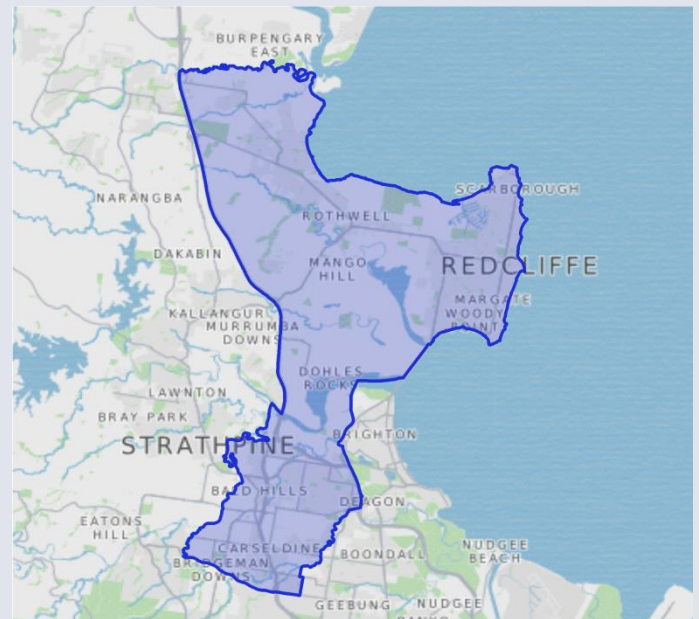 BURPENGARY
EAST
SCARBOROUGH
NARANGBA
ROTHWELL
DAKABIN
MANGO
HILL
REDCLIFFE
MARGATE
WOODY
POINT
KALLANGUR
MURRUMBA
DOWNS
DOHLES
ROCKS
LAWNTON
BRAY PARK
STRATHPINE
BRIGHTON
BALD HILLS
DEAGON
EATONS
HILL
CARSELDINE
BOONDALL
NUDGEE
BEACH
BRIDGEMAN
DOWNS
GEEBUNG
NUDGEE
BANYO